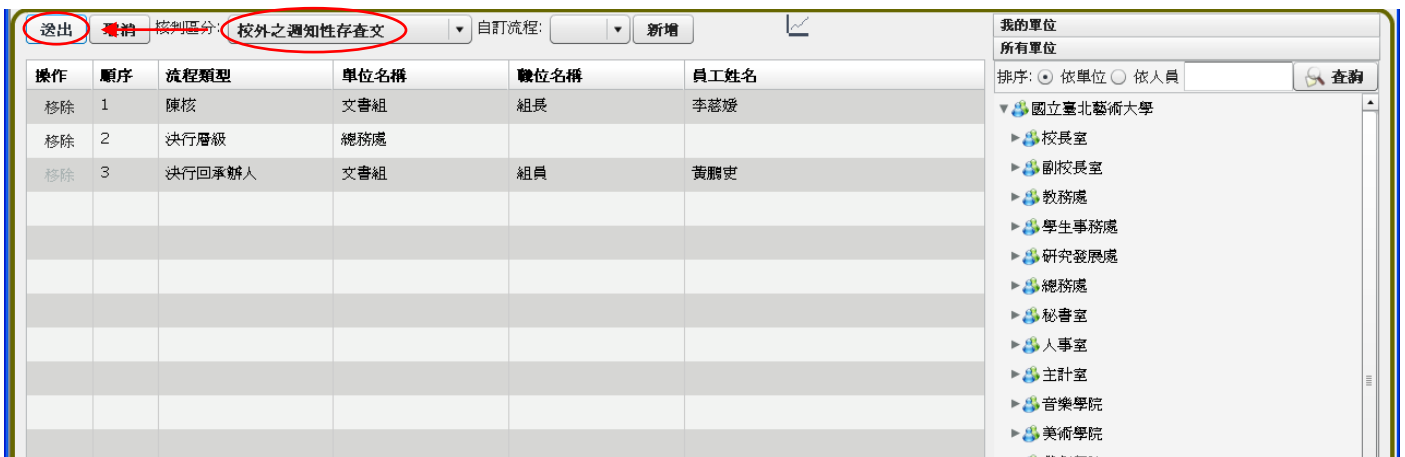 送出 取消 核判區分: 校外之週知性存查文 自訂流程: 新增
操作 順序 流程類型 單位名稱 職位名稱 員工姓名
移除 1 陳核 文書組 組長 李慈媛
移除 2 決行層級 總務處
移除 3 決行回承辦人 文書組 組員 黃鵬吏
我的單位
所有單位
排序: 依單位 依人員 查詢
國立臺北藝術大學
校長室
副校長室
教務處
學生事務處
研究發展處
總務處
秘書室
人事室
主計室
音樂學院
美術學院